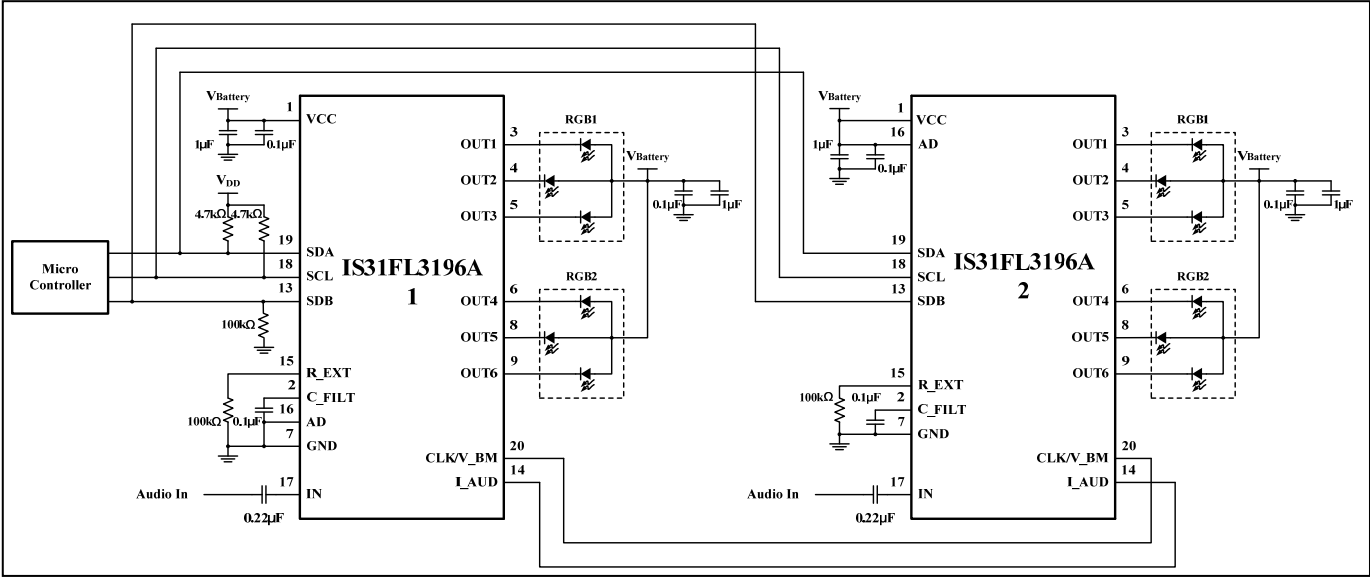 Micro
Controller
VBattery
1μF
0.1μF
VDD
4.7kΩ
4.7kΩ
100kΩ
100kΩ
0.1μF
Audio In
0.22μF
1
VCC
19
SDA
18
SCL
13
SDB
15
R_EXT
2
C_FILT
16
AD
7
GND
17
IN
IS31FL3196A
1
3
OUT1
4
OUT2
5
OUT3
6
OUT4
8
OUT5
9
OUT6
20
CLK/V_BM
14
I_AUD
RGB1
RGB2
VBattery
0.1μF
1μF
VBattery
1μF
0.1μF
100kΩ
0.1μF
Audio In
0.22μF
1
VCC
16
AD
19
SDA
18
SCL
13
SDB
15
R_EXT
2
C_FILT
7
GND
17
IN
IS31FL3196A
2
3
OUT1
4
OUT2
5
OUT3
6
OUT4
8
OUT5
9
OUT6
20
CLK/V_BM
14
I_AUD
RGB1
RGB2
VBattery
0.1μF
1μF